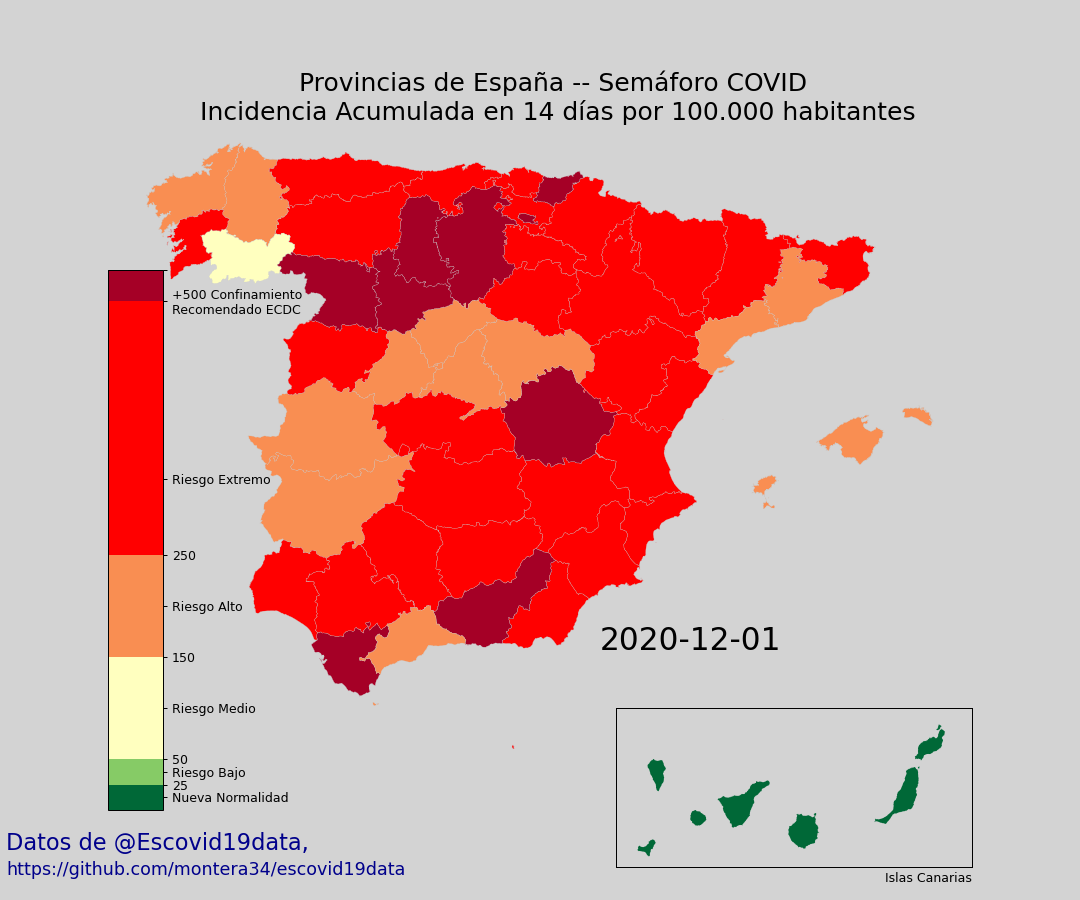 Provincias de España -- Semáforo COVID
Incidencia Acumulada en 14 días por 100.000 habitantes
+500 Confinamiento
Recomendado ECDC
Riesgo Extremo
250
Riesgo Alto
150
Riesgo Medio
50
Riesgo Bajo
25
Nueva Normalidad
2020-12-01
Islas Canarias
Datos de @Escovid19data,
https://github.com/montera34/escovid19data